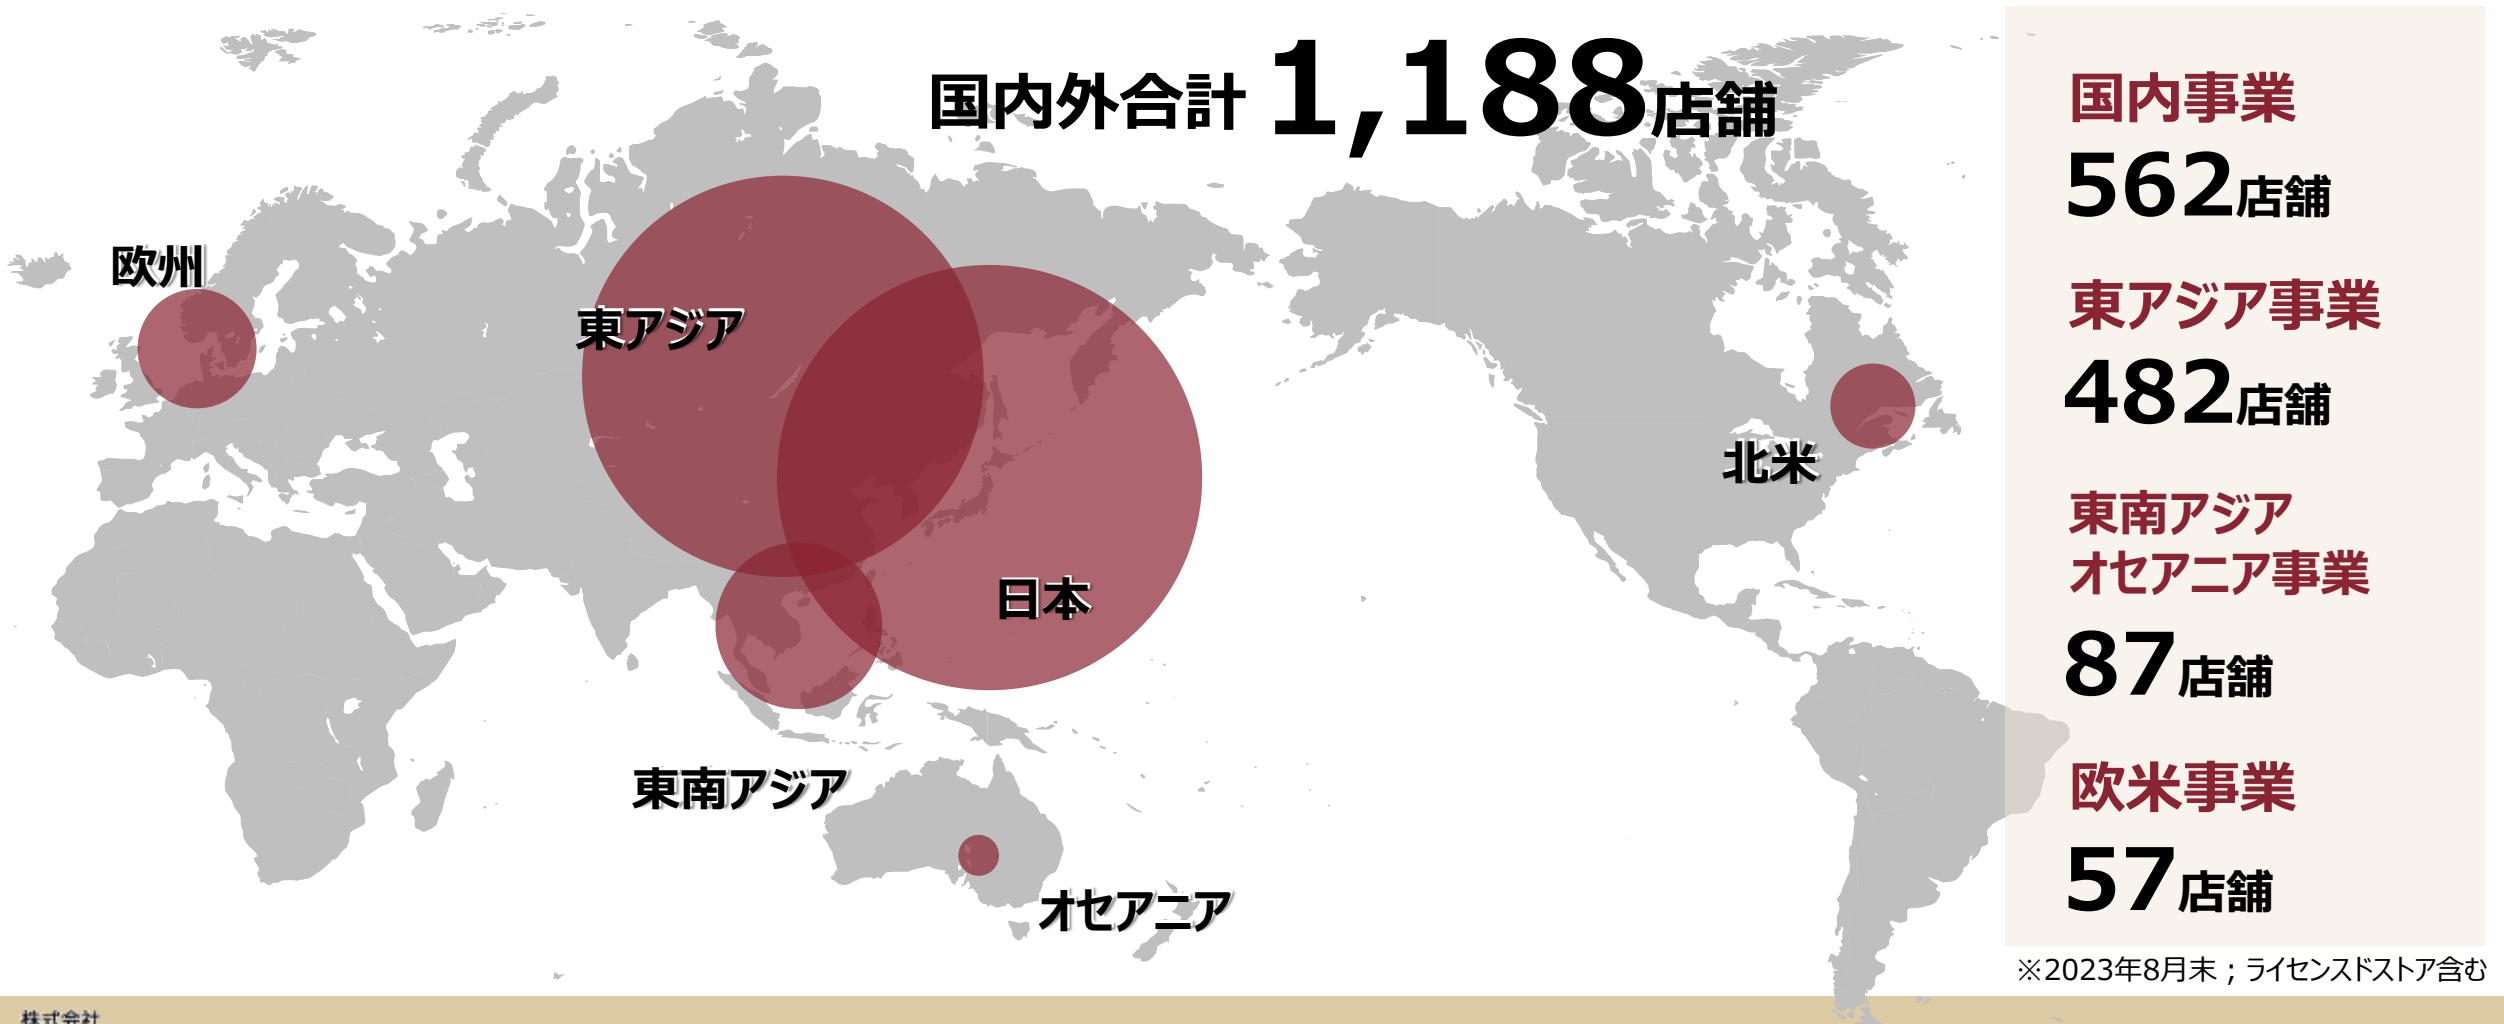 国内外合計 1,188店舗
欧州
東アジア
日本
北米
東南アジア
オセアニア
国内事業
562店舗
東アジア事業
482店舗
東南アジア
オセアニア事業
87店舗
欧米事業
57店舗
※2023年8月末；ライセンスドストア含む
株式会社